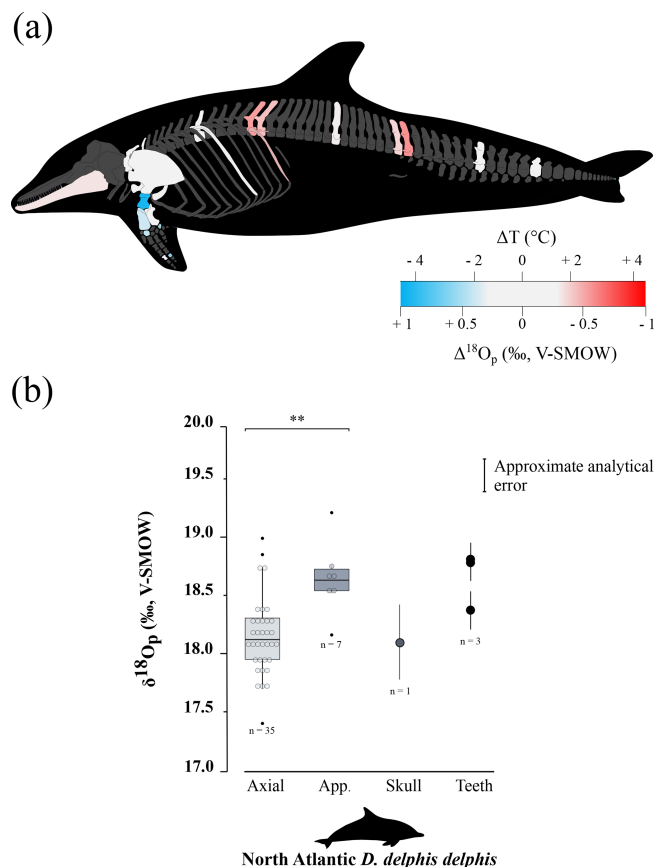 (a)
ΔT (°C)
- 4 - 2 0 + 2 + 4
+ 1 + 0.5 0 - 0.5 - 1
Δ¹⁸Oₚ (‰, V-SMOW)
(b)
**
20.0
19.5
19.0
18.5
18.0
17.5
17.0
δ¹⁸Op (‰, V-SMOW)
Approximate analytical
error
n = 35
n = 7
n = 1
n = 3
Axial App. Skull Teeth
North Atlantic D. delphis delphis